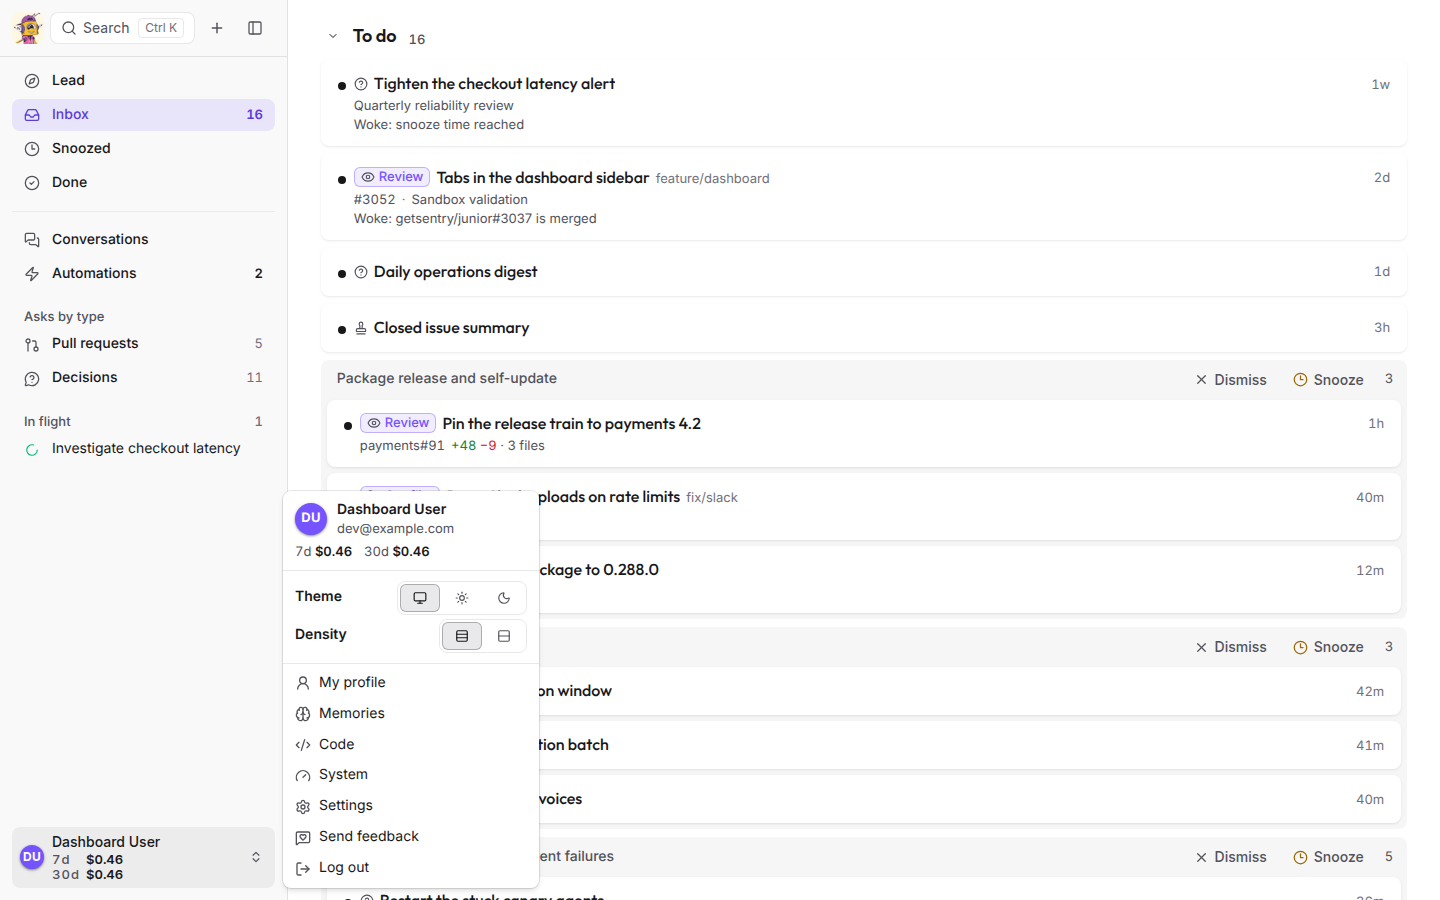 Search Ctrl K
Lead
Inbox 16
Snoozed
Done
Conversations
Automations 2
Asks by type
Pull requests 5
Decisions 11
In flight 1
Investigate checkout latency
DU Dashboard User
7d $0.46
30d $0.46
To do 16
Tighten the checkout latency alert 1w
Quarterly reliability review
Woke: snooze time reached
Review Tabs in the dashboard sidebar feature/dashboard 2d
#3052 · Sandbox validation
Woke: getsentry/junior#3037 is merged
Daily operations digest 1d
Closed issue summary 3h
Package release and self-update Dismiss Snooze 3
Review Pin the release train to payments 4.2 1h
payments#91 +48 −9 · 3 files
ploads on rate limits fix/slack 40m
ckage to 0.288.0 12m
Dismiss Snooze 3
on window 42m
tion batch 41m
voices 40m
ent failures Dismiss Snooze 5
Restart the stuck canary agents
DU Dashboard User
dev@example.com
7d $0.46 30d $0.46
Theme
Density
My profile
Memories
Code
System
Settings
Send feedback
Log out